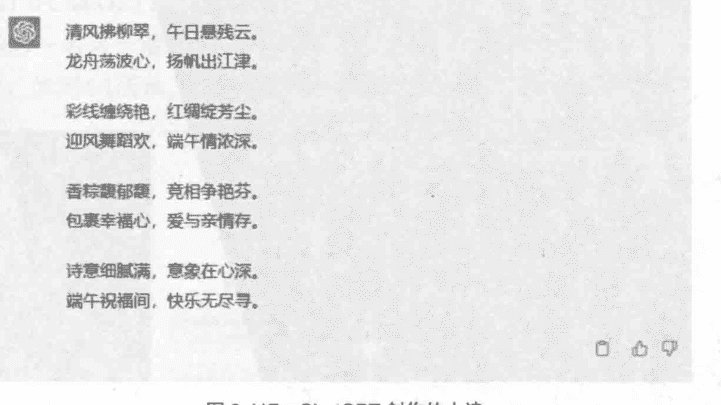 清风拂柳翠，午日悬残云。
龙舟荡波心，扬帆出江津。
彩线缠绕艳，红绸绽芳尘。
迎风舞蹈欢，端午情浓深。
香粽馥郁馥，竞相争艳芬。
包裹幸福心，爱与亲情存。
诗意细腻满，意象在心深。
端午祝福间，快乐无尽寻。